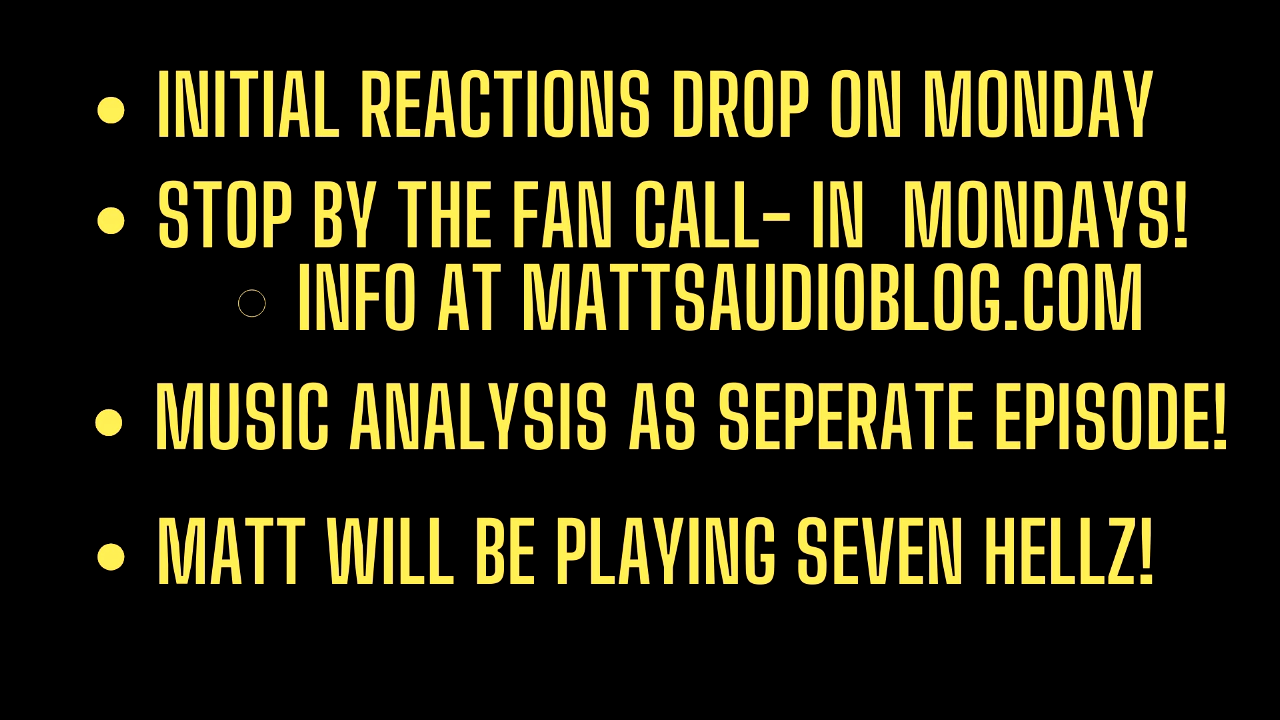 INITIAL REACTIONS DROP ON MONDAY
STOP BY THE FAN CALL- IN  MONDAYS!
INFO AT MATTSAUDIOBLOG.COM
MUSIC ANALYSIS AS SEPERATE EPISODE!
MATT WILL BE PLAYING SEVEN HELLZ!